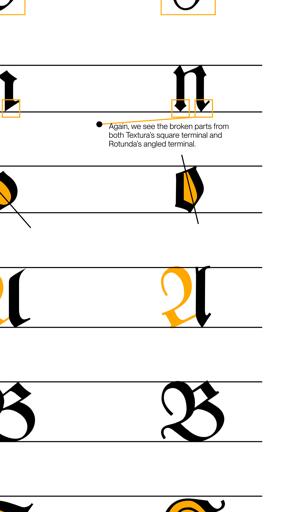 n
Again, we see the broken parts from
both Textura's square terminal and
Rotunda's angled terminal.
o
A
B